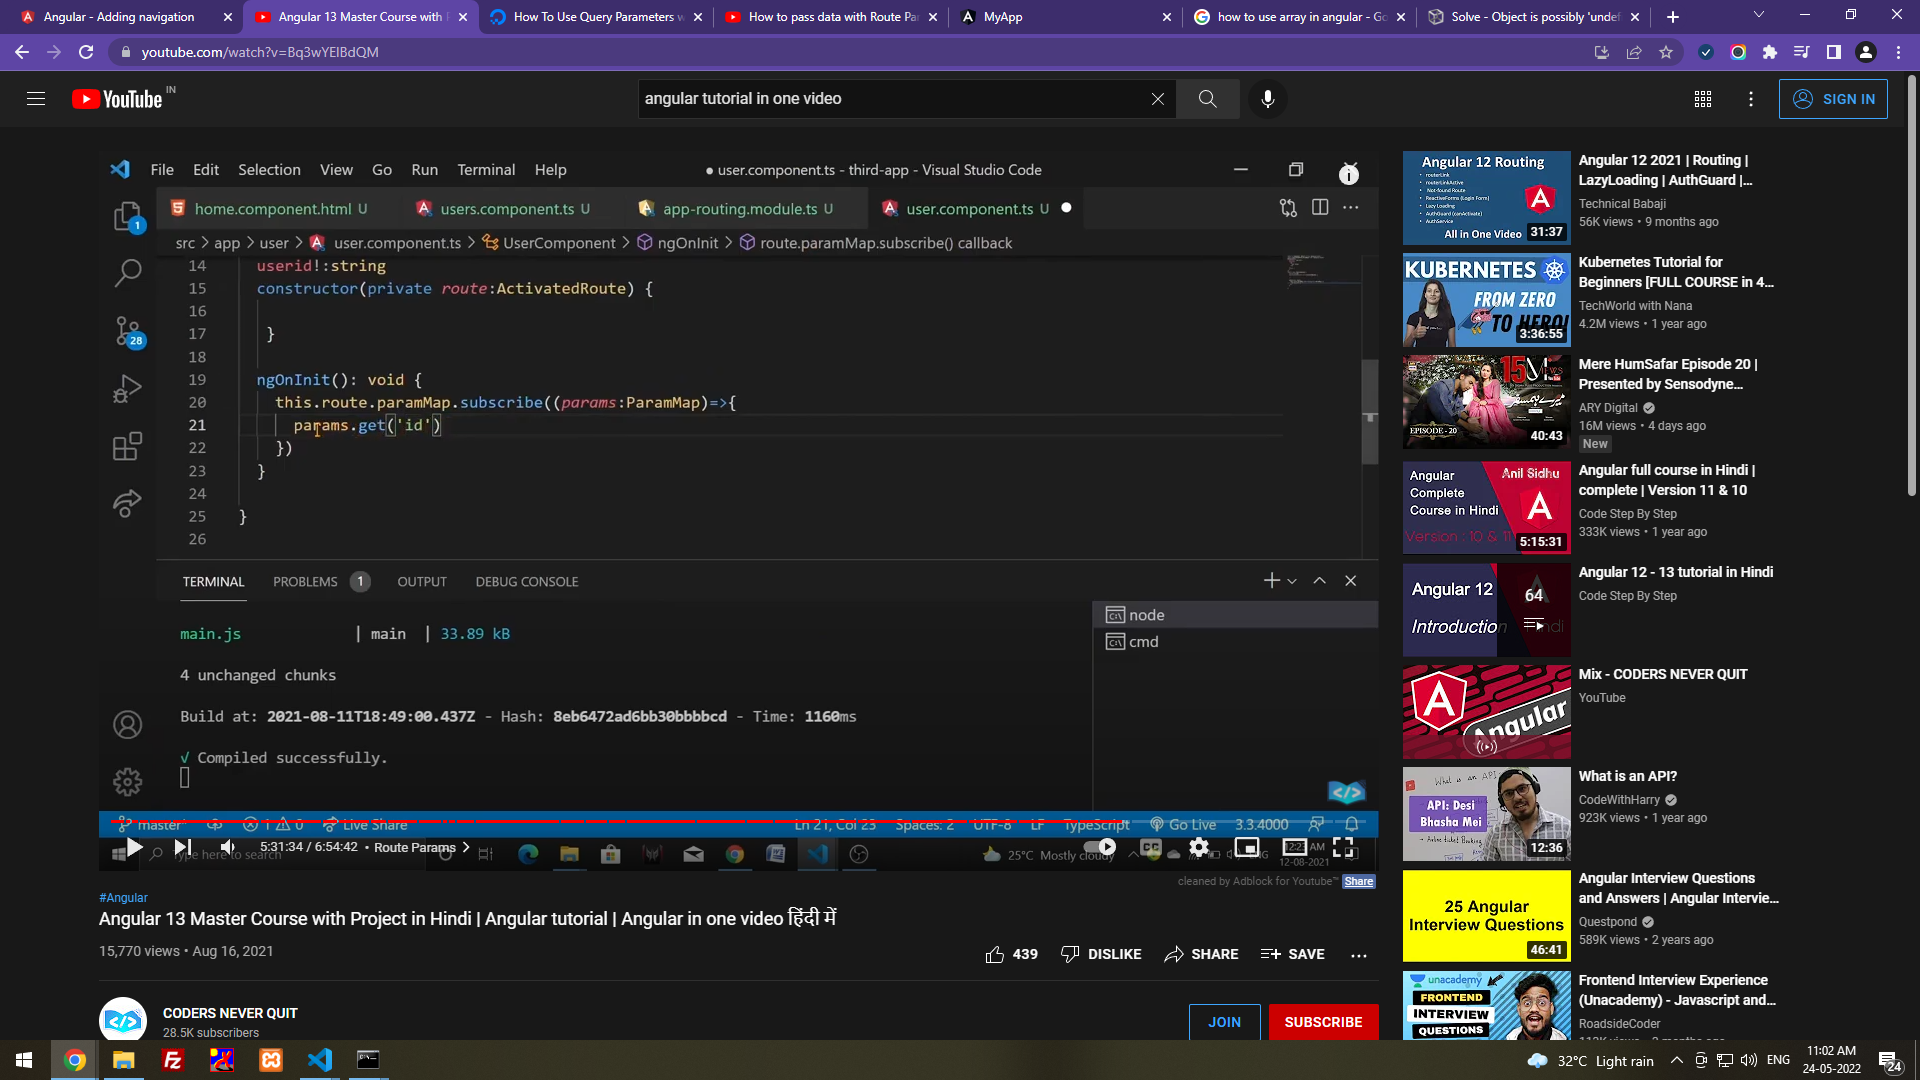 Angular - Adding navigation
Angular 13 Master Course with
How To Use Query Parameters w
How to pass data with Route Pa
MyApp
how to use array in angular - Go
Solve - Object is possibly 'undef
youtube.com/watch?v=Bq3wYElBdQM
YouTube IN
angular tutorial in one video
SIGN IN
File Edit Selection View Go Run Terminal Help
● user.component.ts - third-app - Visual Studio Code
home.component.html U
users.component.ts U
app-routing.module.ts U
user.component.ts U
src > app > user > user.component.ts > UserComponent > ngOnInit > route.paramMap.subscribe() callback
14 userid!:string
15 constructor(private route:ActivatedRoute) {
16
17 }
18
19 ngOnInit(): void {
20 this.route.paramMap.subscribe((params:ParamMap)=>{
21 params.get('id')
22 })
23 }
24
25 }
26
1
28
TERMINAL PROBLEMS 1 OUTPUT DEBUG CONSOLE
node
cmd
main.js | main | 33.89 kB
4 unchanged chunks
Build at: 2021-08-11T18:49:00.437Z - Hash: 8eb6472ad6bb30bbbbcd - Time: 1160ms
√ Compiled successfully.
master* 1 0 Live Share Ln 21, Col 23 Spaces: 2 UTF-8 LF TypeScript Go Live 3.3.4000
5:31:34 / 6:54:42 • Route Params >
Type here to search
25°C Mostly cloudy
12-08-2021
cleaned by Adblock for Youtube™ Share
#Angular
Angular 13 Master Course with Project in Hindi | Angular tutorial | Angular in one video हिंदी में
15,770 views • Aug 16, 2021
439 DISLIKE SHARE SAVE
CODERS NEVER QUIT
28.5K subscribers
JOIN SUBSCRIBE
Angular 12 Routing
routerLink
routerLinkActive
Not-found Route
ReactiveForms (Login Form)
Lazy Loading
AuthGuard (canActivate)
AuthService
All in One Video 31:37
Angular 12 2021 | Routing |
LazyLoading | AuthGuard |...
Technical Babaji
56K views • 9 months ago
KUBERNETES
FROM ZERO
TO HERO!
3:36:55
Kubernetes Tutorial for
Beginners [FULL COURSE in 4...
TechWorld with Nana
4.2M views • 1 year ago
EPISODE - 20
40:43
Mere HumSafar Episode 20 |
Presented by Sensodyne...
ARY Digital
16M views • 4 days ago
New
Angular Anil Sidhu
Complete
Course in Hindi
Version : 10 & 11
5:15:31
Angular full course in Hindi |
complete | Version 11 & 10
Code Step By Step
333K views • 1 year ago
Angular 12
Introduction
64
Angular 12 - 13 tutorial in Hindi
Code Step By Step
Angular
Mix - CODERS NEVER QUIT
YouTube
What is an API
API: Desi
Bhasha Mei
12:36
What is an API?
CodeWithHarry
923K views • 1 year ago
25 Angular
Interview Questions
46:41
Angular Interview Questions
and Answers | Angular Intervie...
Questpond
589K views • 2 years ago
unacademy
FRONTEND
INTERVIEW
QUESTIONS
Frontend Interview Experience
(Unacademy) - Javascript and...
RoadsideCoder
32°C Light rain
ENG
11:02 AM
24-05-2022
24